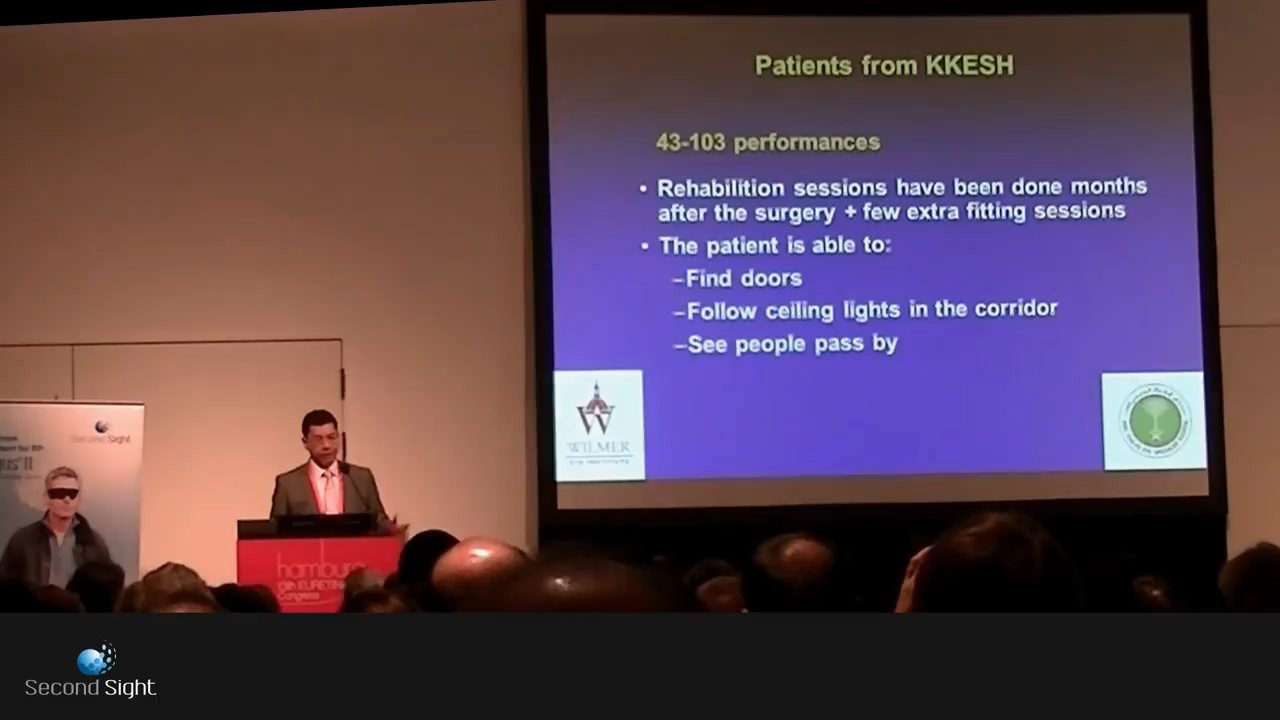 Patients from KKESH
43-103 performances
• Rehabilition sessions have been done months
after the surgery + few extra fitting sessions
• The patient is able to:
–Find doors
–Follow ceiling lights in the corridor
–See people pass by
WILMER
Second Sight
hamburg
EURETINA
Congress
Second Sight